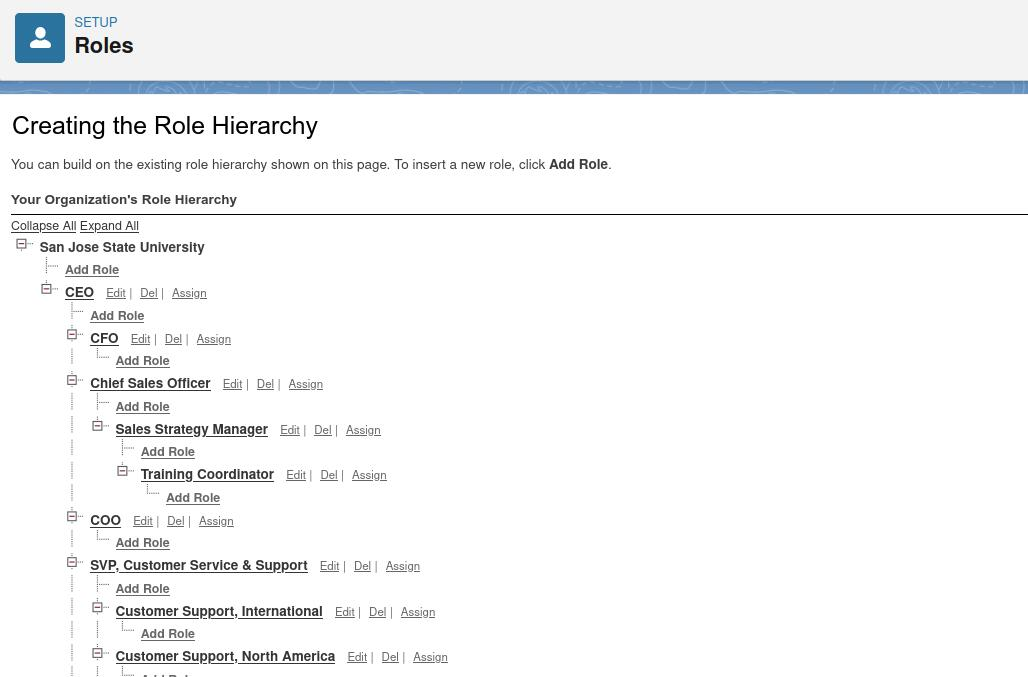 SETUP
Roles
Creating the Role Hierarchy
You can build on the existing role hierarchy shown on this page. To insert a new role, click Add Role.
Your Organization's Role Hierarchy
Collapse All Expand All
San Jose State University
Add Role
CEO Edit | Del | Assign
Add Role
CFO Edit | Del | Assign
Add Role
Chief Sales Officer Edit | Del | Assign
Add Role
Sales Strategy Manager Edit | Del | Assign
Add Role
Training Coordinator Edit | Del | Assign
Add Role
COO Edit | Del | Assign
Add Role
SVP, Customer Service & Support Edit | Del | Assign
Add Role
Customer Support, International Edit | Del | Assign
Add Role
Customer Support, North America Edit | Del | Assign
Add Role